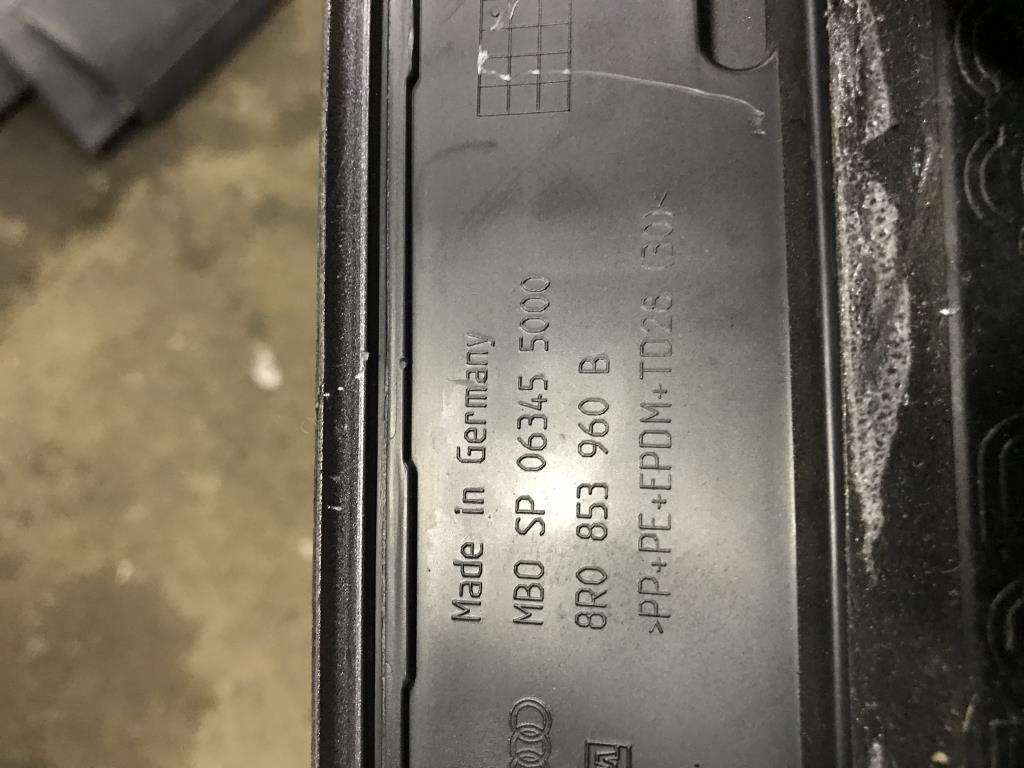 Made in Germany
MBO SP 06345 5000
8R0 853 960 B
>PP+PE+EPDM+TD26 (30)<